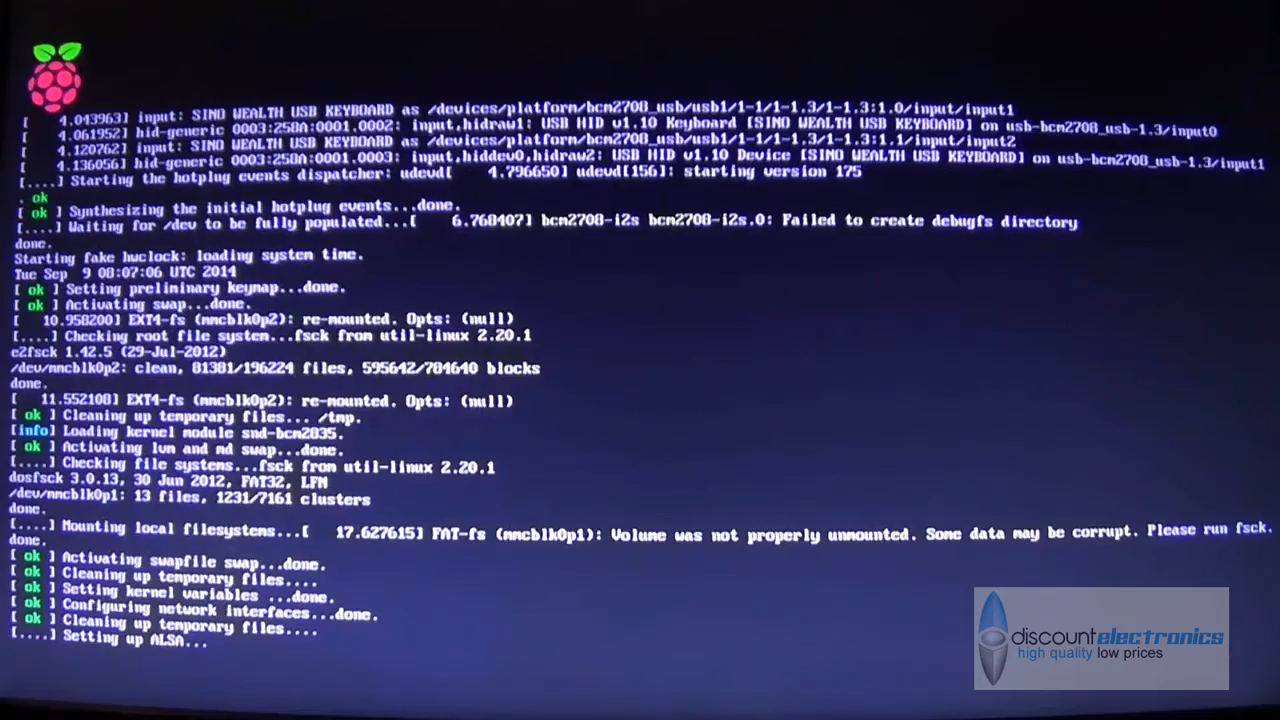 [    4.043963] input: SINO WEALTH USB KEYBOARD as /devices/platform/bcm2708_usb/usb1/1-1/1-1.3/1-1.3:1.0/input/input1
[    4.061952] hid-generic 0003:258A:0001.0002: input,hidraw1: USB HID v1.10 Keyboard [SINO WEALTH USB KEYBOARD] on usb-bcm2708_usb-1.3/input0
[    4.120762] input: SINO WEALTH USB KEYBOARD as /devices/platform/bcm2708_usb/usb1/1-1/1-1.3/1-1.3:1.1/input/input2
[    4.136056] hid-generic 0003:258A:0001.0003: input,hiddev0,hidraw2: USB HID v1.10 Device [SINO WEALTH USB KEYBOARD] on usb-bcm2708_usb-1.3/input1
[....] Starting the hotplug events dispatcher: udevd[    4.796650] udevd[156]: starting version 175
. ok
[ ok ] Synthesizing the initial hotplug events...done.
[....] Waiting for /dev to be fully populated...[    6.768407] bcm2708-i2s bcm2708-i2s.0: Failed to create debugfs directory
done.
Starting fake hwclock: loading system time.
Tue Sep  9 08:07:06 UTC 2014
[ ok ] Setting preliminary keymap...done.
[ ok ] Activating swap...done.
[   10.958200] EXT4-fs (mmcblk0p2): re-mounted. Opts: (null)
[....] Checking root file system...fsck from util-linux 2.20.1
e2fsck 1.42.5 (29-Jul-2012)
/dev/mmcblk0p2: clean, 81381/196224 files, 595642/784640 blocks
done.
[   11.552108] EXT4-fs (mmcblk0p2): re-mounted. Opts: (null)
[ ok ] Cleaning up temporary files... /tmp.
[info] Loading kernel module snd-bcm2835.
[ ok ] Activating lvm and md swap...done.
[....] Checking file systems...fsck from util-linux 2.20.1
dosfsck 3.0.13, 30 Jun 2012, FAT32, LFN
/dev/mmcblk0p1: 13 files, 1231/7161 clusters
done.
[....] Mounting local filesystems...[   17.627615] FAT-fs (mmcblk0p1): Volume was not properly unmounted. Some data may be corrupt. Please run fsck.
done.
[ ok ] Activating swapfile swap...done.
[ ok ] Cleaning up temporary files....
[ ok ] Setting kernel variables ...done.
[ ok ] Configuring network interfaces...done.
[ ok ] Cleaning up temporary files....
[....] Setting up ALSA...
discountelectronics
high quality low prices